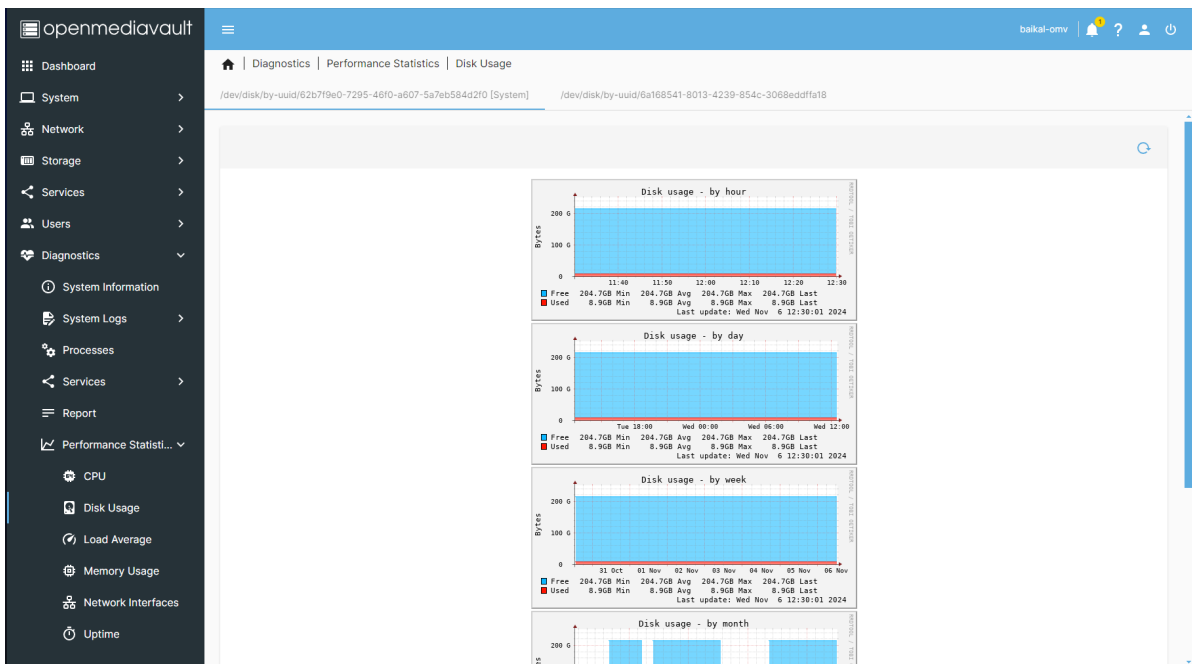 openmediavault
baikal-omv
1
?
Dashboard
System
Network
Storage
Services
Users
Diagnostics
System Information
System Logs
Processes
Services
Report
Performance Statisti...
CPU
Disk Usage
Load Average
Memory Usage
Network Interfaces
Uptime
| Diagnostics | Performance Statistics | Disk Usage
/dev/disk/by-uuid/62b7f9e0-7295-46f0-a607-5a7eb584d2f0 [System] /dev/disk/by-uuid/6a168541-8013-4239-854c-3068eddffa18
Disk usage - by hour
RRDTOOL / TOBI OETIKER
Bytes
200 G
100 G
0
11:40 11:50 12:00 12:10 12:20 12:30
Free 204.7GB Min 204.7GB Avg 204.7GB Max 204.7GB Last
Used 8.9GB Min 8.9GB Avg 8.9GB Max 8.9GB Last
Last update: Wed Nov 6 12:30:01 2024
Disk usage - by day
RRDTOOL / TOBI OETIKER
Bytes
200 G
100 G
0
Tue 18:00 Wed 00:00 Wed 06:00 Wed 12:00
Free 204.7GB Min 204.7GB Avg 204.7GB Max 204.7GB Last
Used 8.9GB Min 8.9GB Avg 8.9GB Max 8.9GB Last
Last update: Wed Nov 6 12:30:01 2024
Disk usage - by week
RRDTOOL / TOBI OETIKER
Bytes
200 G
100 G
0
31 Oct 01 Nov 02 Nov 03 Nov 04 Nov 05 Nov 06 Nov
Free 204.7GB Min 204.7GB Avg 204.7GB Max 204.7GB Last
Used 8.9GB Min 8.9GB Avg 8.9GB Max 8.9GB Last
Last update: Wed Nov 6 12:30:01 2024
Disk usage - by month
200 G